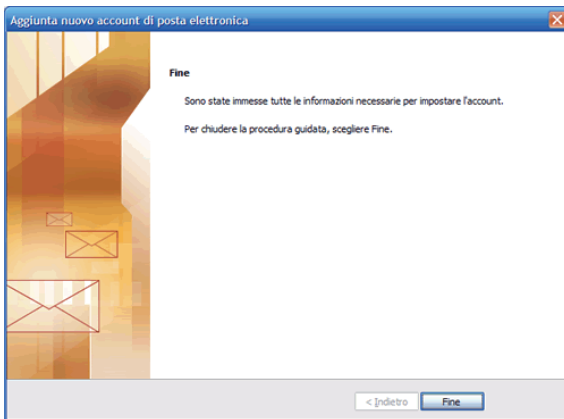 Aggiunta nuovo account di posta elettronica
Fine
Sono state immesse tutte le informazioni necessarie per impostare l'account.
Per chiudere la procedura guidata, scegliere Fine.
< Indietro Fine